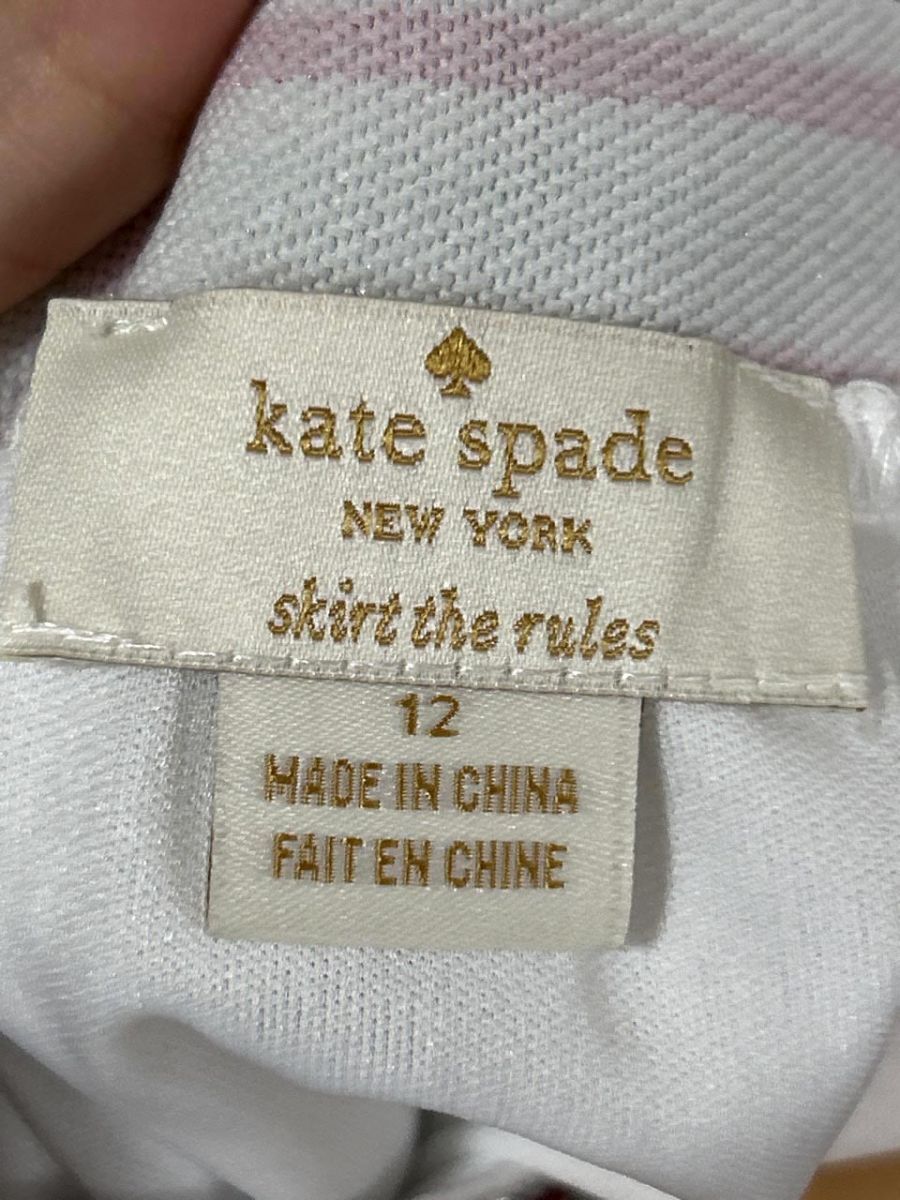 kate spade
NEW YORK
skirt the rules
12
MADE IN CHINA
FAIT EN CHINE